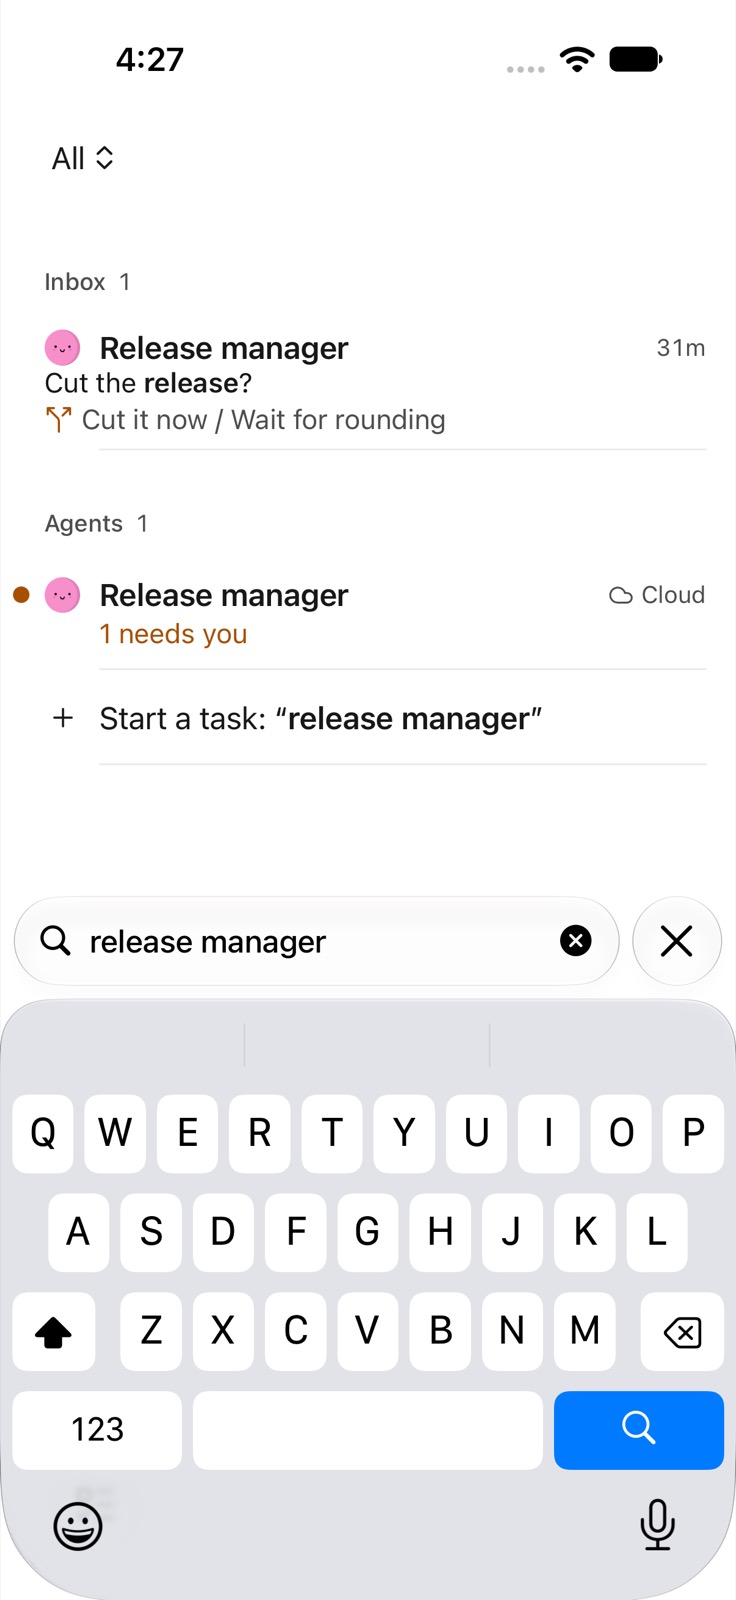 4:27
All
Inbox 1
Release manager 31m
Cut the release?
Cut it now / Wait for rounding
Agents 1
Release manager Cloud
1 needs you
+ Start a task: “release manager”
release manager
Q W E R T Y U I O P
A S D F G H J K L
Z X C V B N M
123